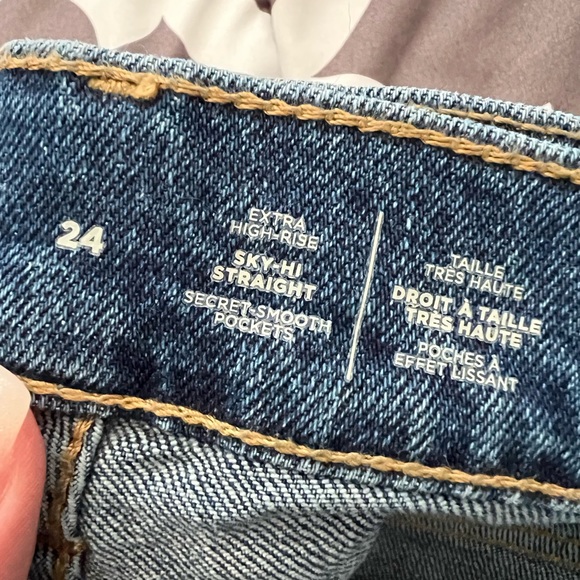 24
EXTRA
HIGH-RISE
SKY-HI
STRAIGHT
SECRET-SMOOTH
POCKETS
TAILLE
TRÈS HAUTE
DROIT À TAILLE
TRÈS HAUTE
POCHES À
EFFET LISSANT